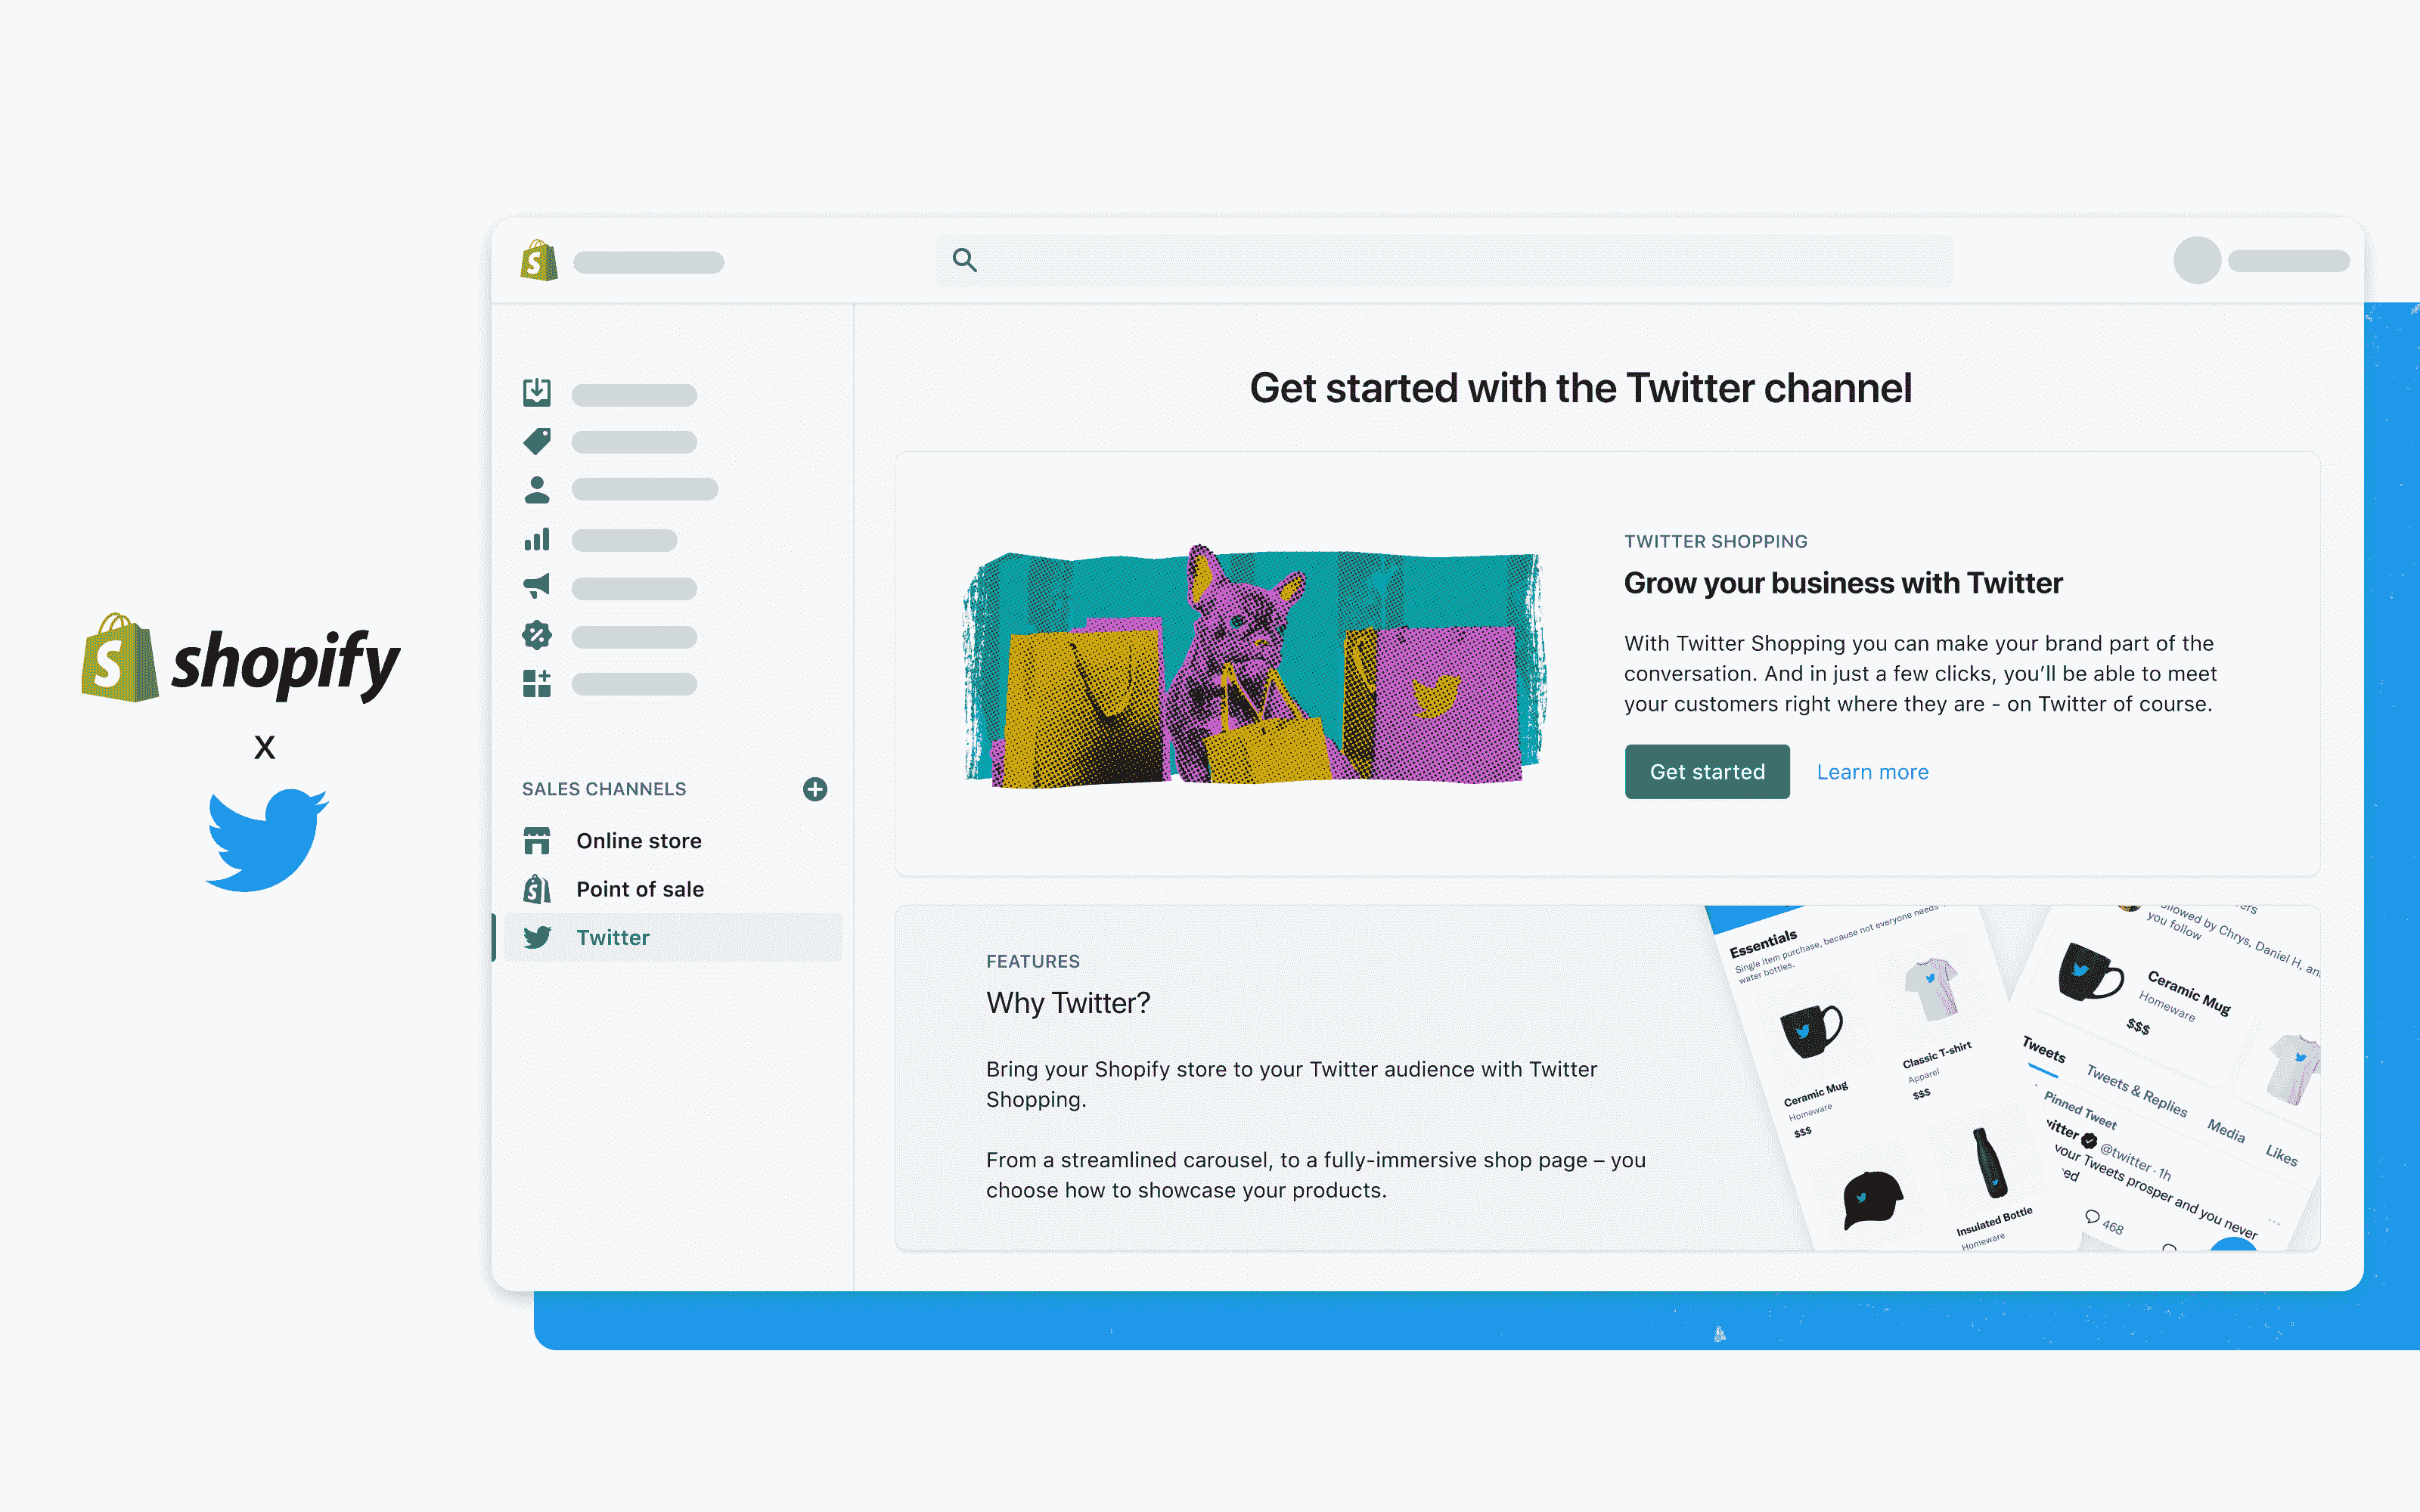 shopify
x
Get started with the Twitter channel
TWITTER SHOPPING
Grow your business with Twitter
With Twitter Shopping you can make your brand part of the
conversation. And in just a few clicks, you’ll be able to meet
your customers right where they are - on Twitter of course.
Get started
Learn more
SALES CHANNELS
Online store
Point of sale
Twitter
FEATURES
Why Twitter?
Bring your Shopify store to your Twitter audience with Twitter
Shopping.
From a streamlined carousel, to a fully-immersive shop page – you
choose how to showcase your products.
Essentials
Single item purchase, because not everyone needs
water bottles.
Ceramic Mug
Homeware
$$$
Classic T-shirt
Apparel
$$$
Insulated Bottle
Homeware
by Chrys, Daniel H,
you follow
Ceramic Mug
Homeware
$$$
Tweets
Tweets & Replies
Media
Likes
Pinned Tweet
@twitter · 1h
your Tweets prosper and you never
468